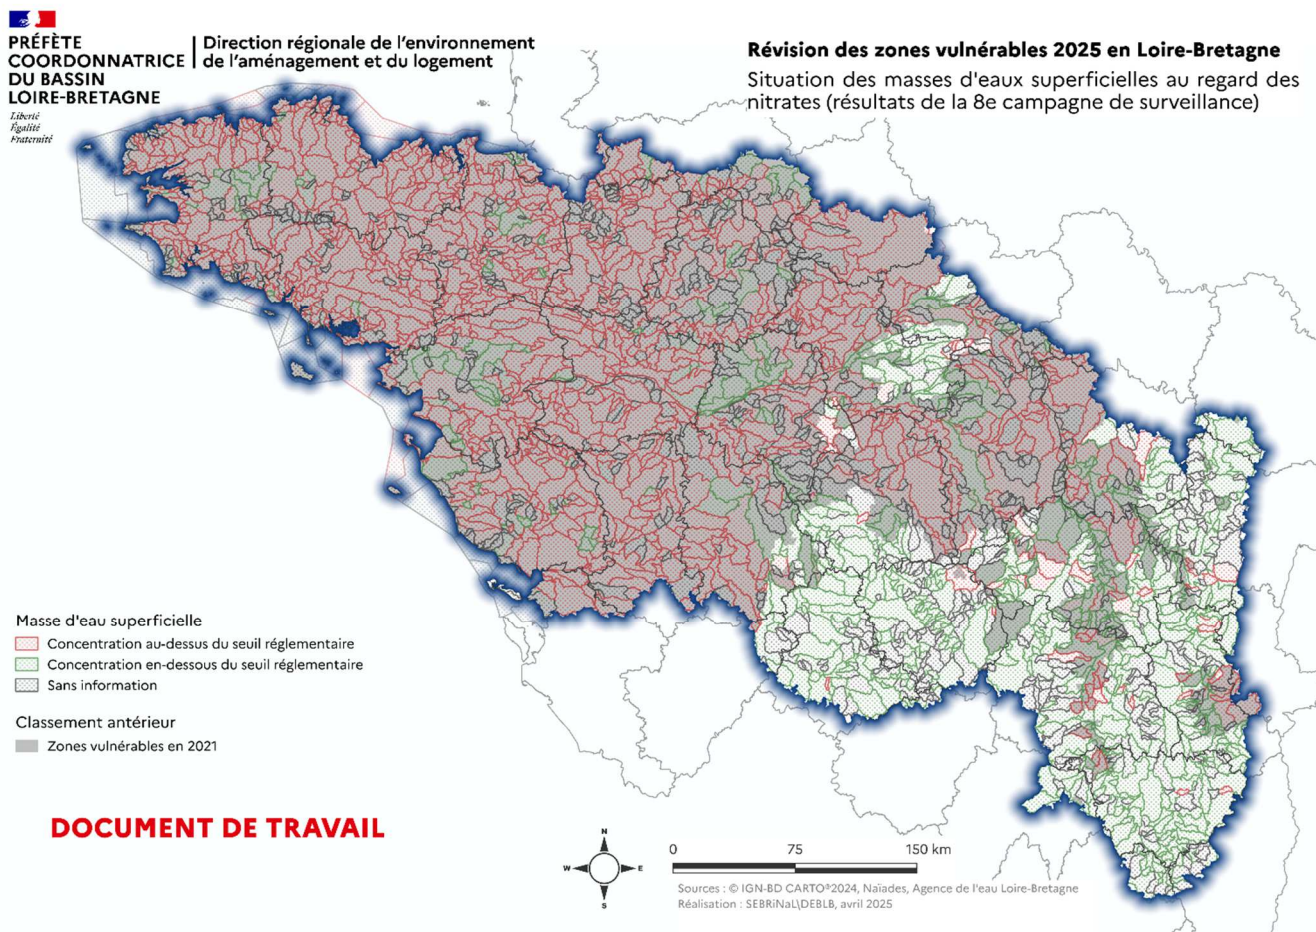 PRÉFÈTE
COORDONNATRICE
DU BASSIN
LOIRE-BRETAGNE
Liberté
Égalité
Fraternité
Direction régionale de l'environnement
de l'aménagement et du logement
Révision des zones vulnérables 2025 en Loire-Bretagne
Situation des masses d'eaux superficielles au regard des
nitrates (résultats de la 8e campagne de surveillance)
Masse d'eau superficielle
Concentration au-dessus du seuil réglementaire
Concentration en-dessous du seuil réglementaire
Sans information
Classement antérieur
Zones vulnérables en 2021
DOCUMENT DE TRAVAIL
N
W
E
S
0 75 150 km
Sources : © IGN-BD CARTO®2024, Naïades, Agence de l'eau Loire-Bretagne
Réalisation : SEBRiNaL\DEBLB, avril 2025